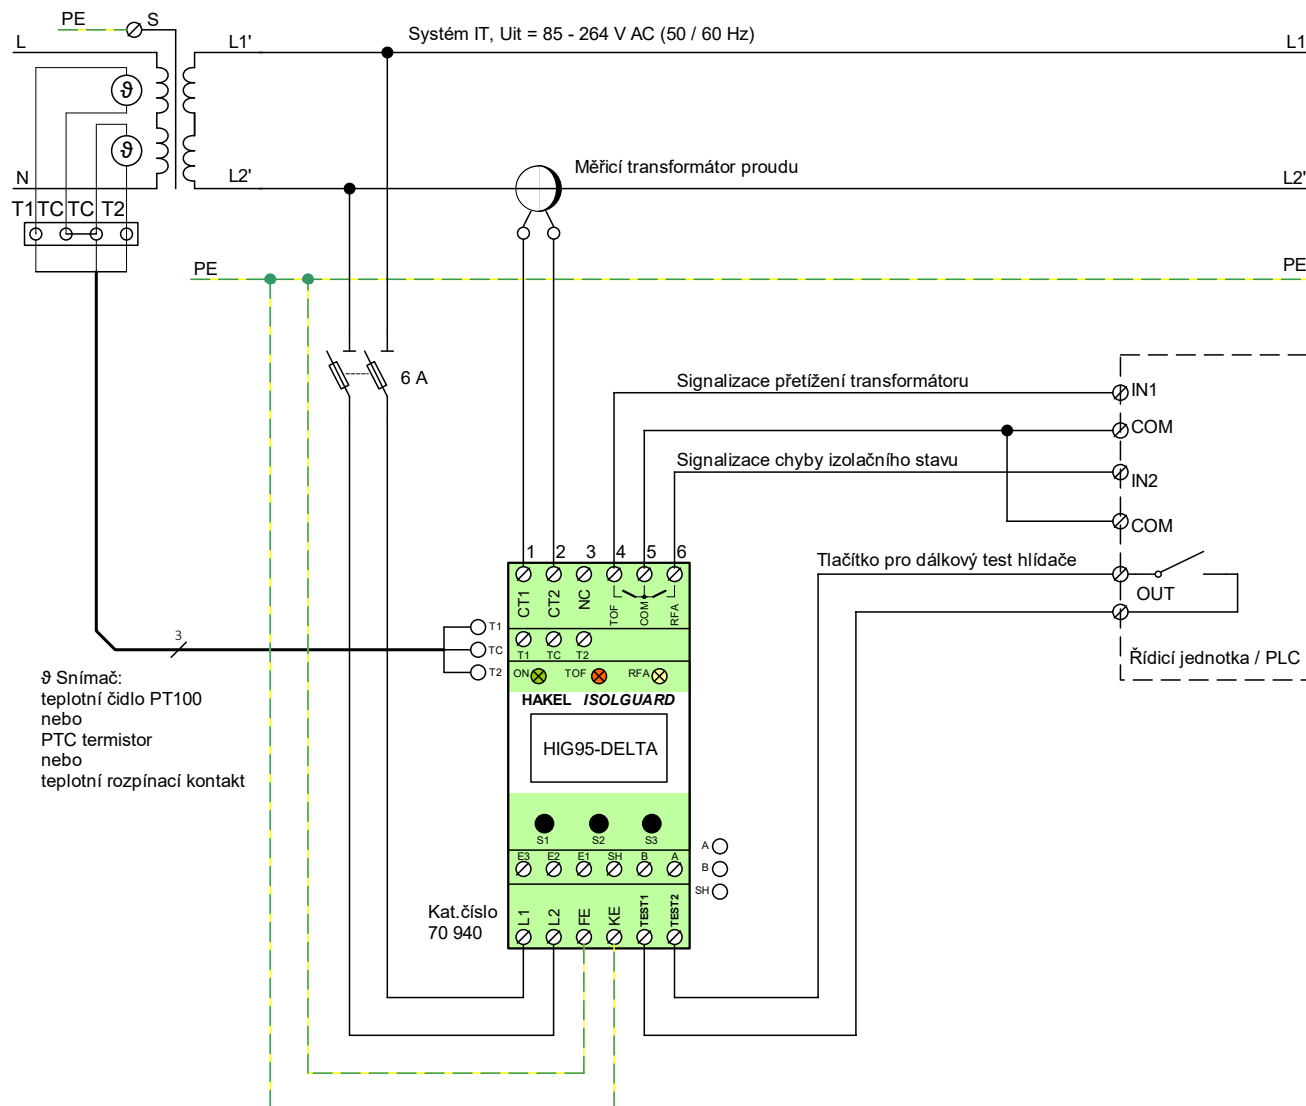 PE
S
L
L1'
Systém IT, Uit = 85 - 264 V AC (50 / 60 Hz)
L1
ϑ
ϑ
N
L2'
Měřicí transformátor proudu
L2'
T1 TC TC T2
PE
PE
6 A
Signalizace přetížení transformátoru
IN1
COM
Signalizace chyby izolačního stavu
IN2
COM
1 2 3 4 5 6
Tlačítko pro dálkový test hlídače
OUT
CT1 CT2 NC TOF COM RFA
T1
TC
T2
3
T1 TC T2
Řídicí jednotka / PLC
ON TOF RFA
ϑ Snímač:
teplotní čidlo PT100
nebo
PTC termistor
nebo
teplotní rozpínací kontakt
HAKEL ISOLGUARD
HIG95-DELTA
S1 S2 S3
E3 E2 E1 SH B A
A
B
SH
Kat.číslo
70 940
L1 L2 FE KE TEST1 TEST2